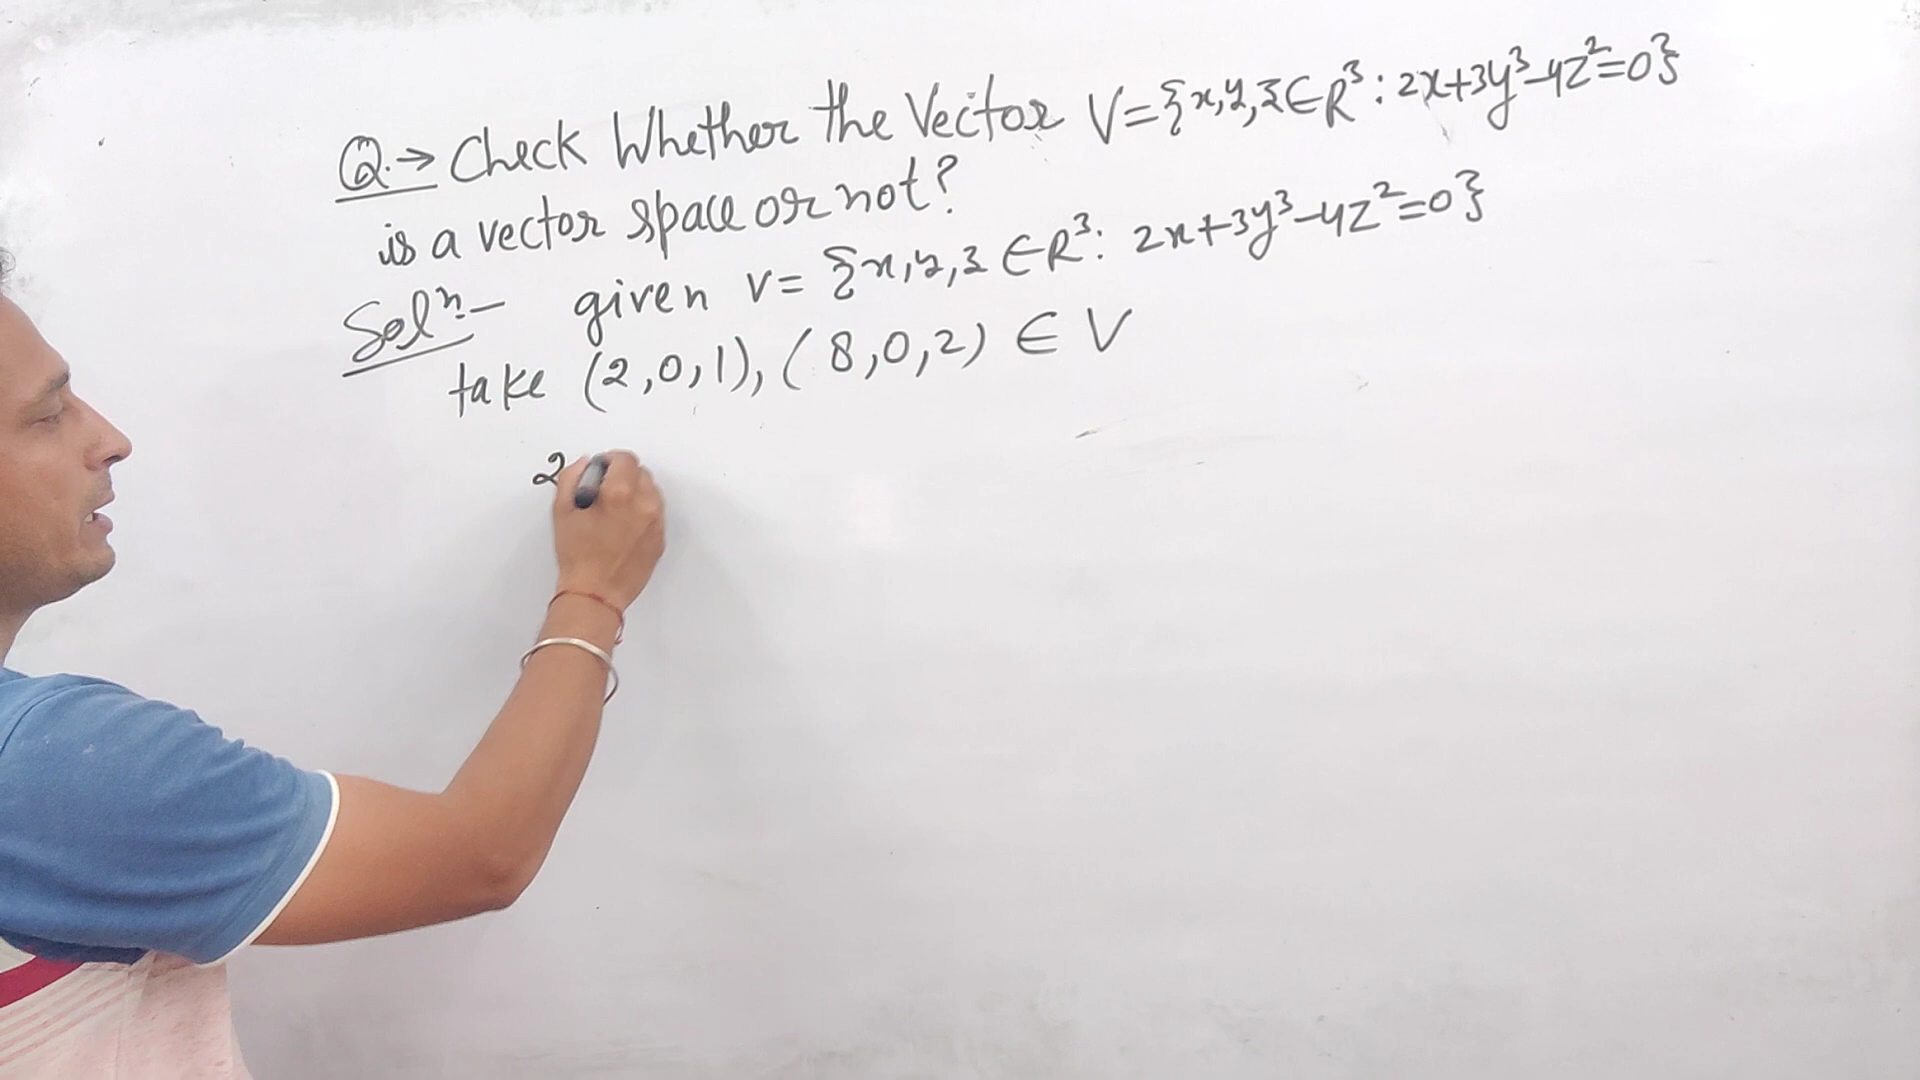 Q.→ Check Whether the Vector V={x,y,z∈R³: 2x+3y³-4z²=0}
is a vector space or not?
Solⁿ:- given V= {x,y,z ∈R³: 2x+3y³-4z²=0}
take (2,0,1), (8,0,2) ∈ V
2